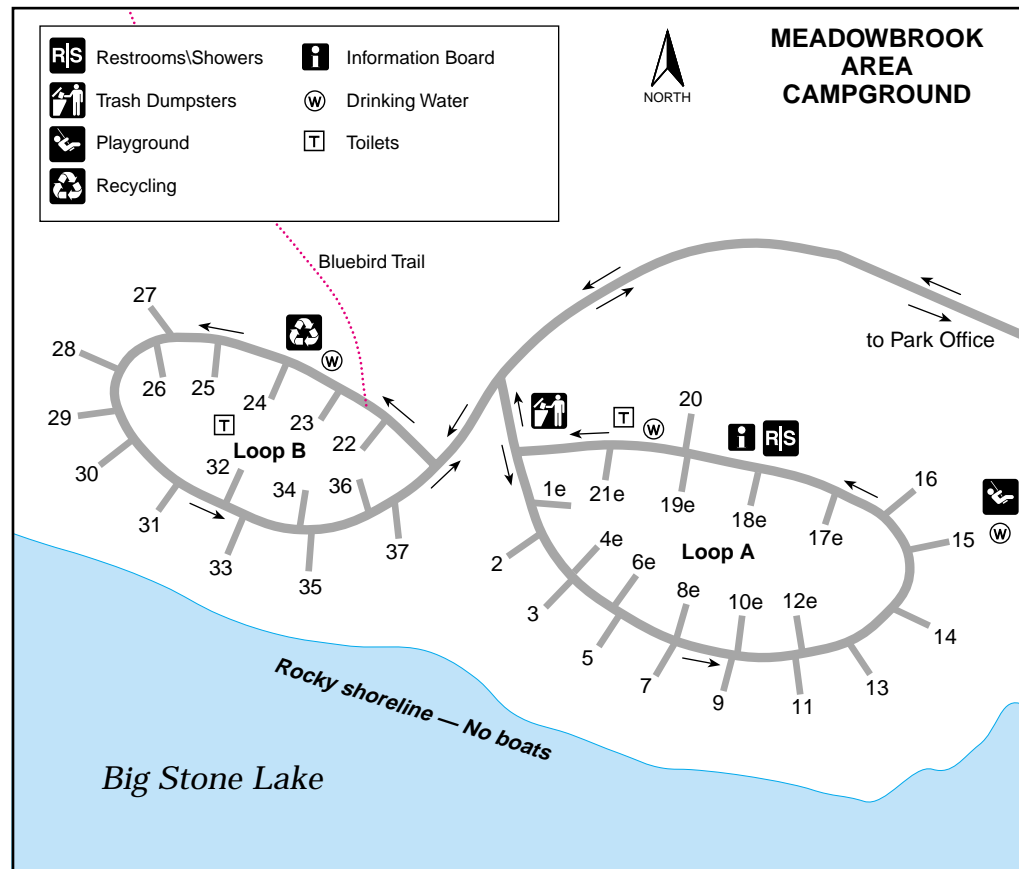 MEADOWBROOK
AREA
CAMPGROUND
NORTH
R|S Restrooms\Showers
Trash Dumpsters
Playground
Recycling
i Information Board
W Drinking Water
T Toilets
Bluebird Trail
to Park Office
27
28
29
30
26
25
24
23
22
W
T
Loop B
32
34
36
31
33
35
37
20
T
W
i
R|S
1e
21e
19e
18e
17e
16
15
W
2
4e
6e
Loop A
8e
10e
12e
3
5
7
9
11
13
14
Rocky shoreline — No boats
Big Stone Lake